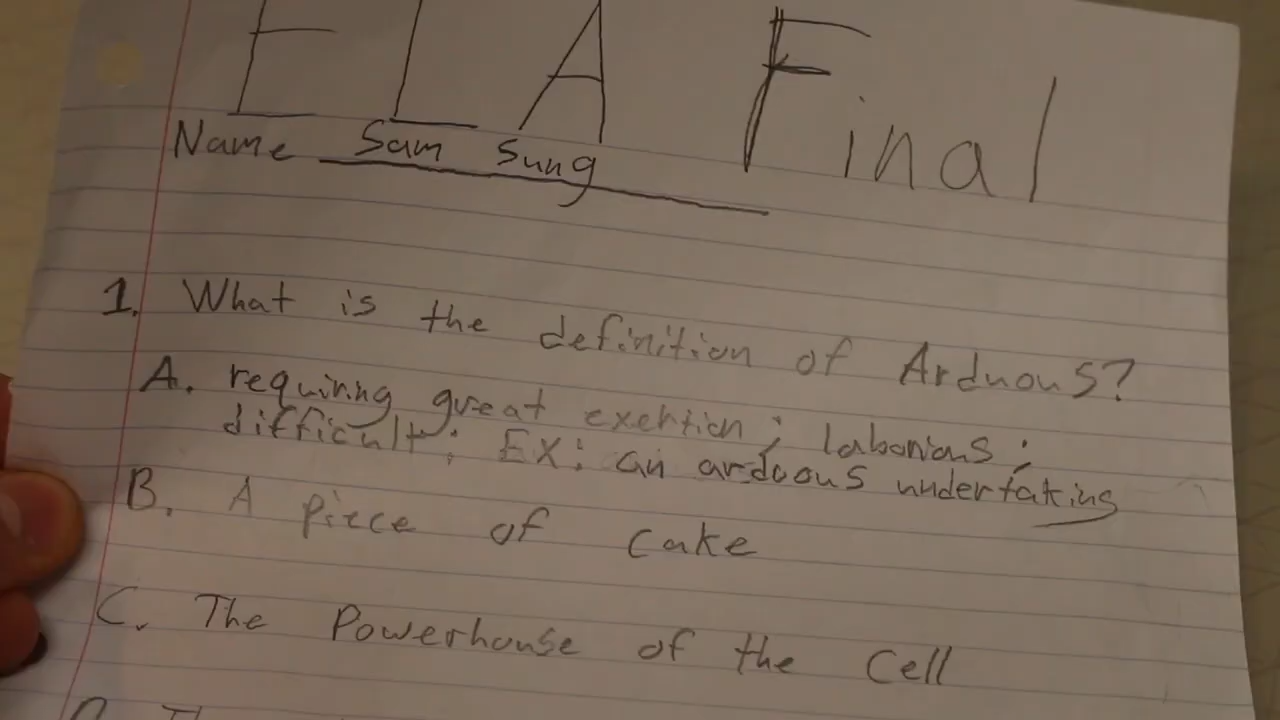 ELA Final
Name Sam Sung
1. What is the definition of Arduous?
A. requiring great exertion; laborious;
difficult: EX: an arduous undertaking
B. A piece of cake
C. The Powerhouse of the Cell